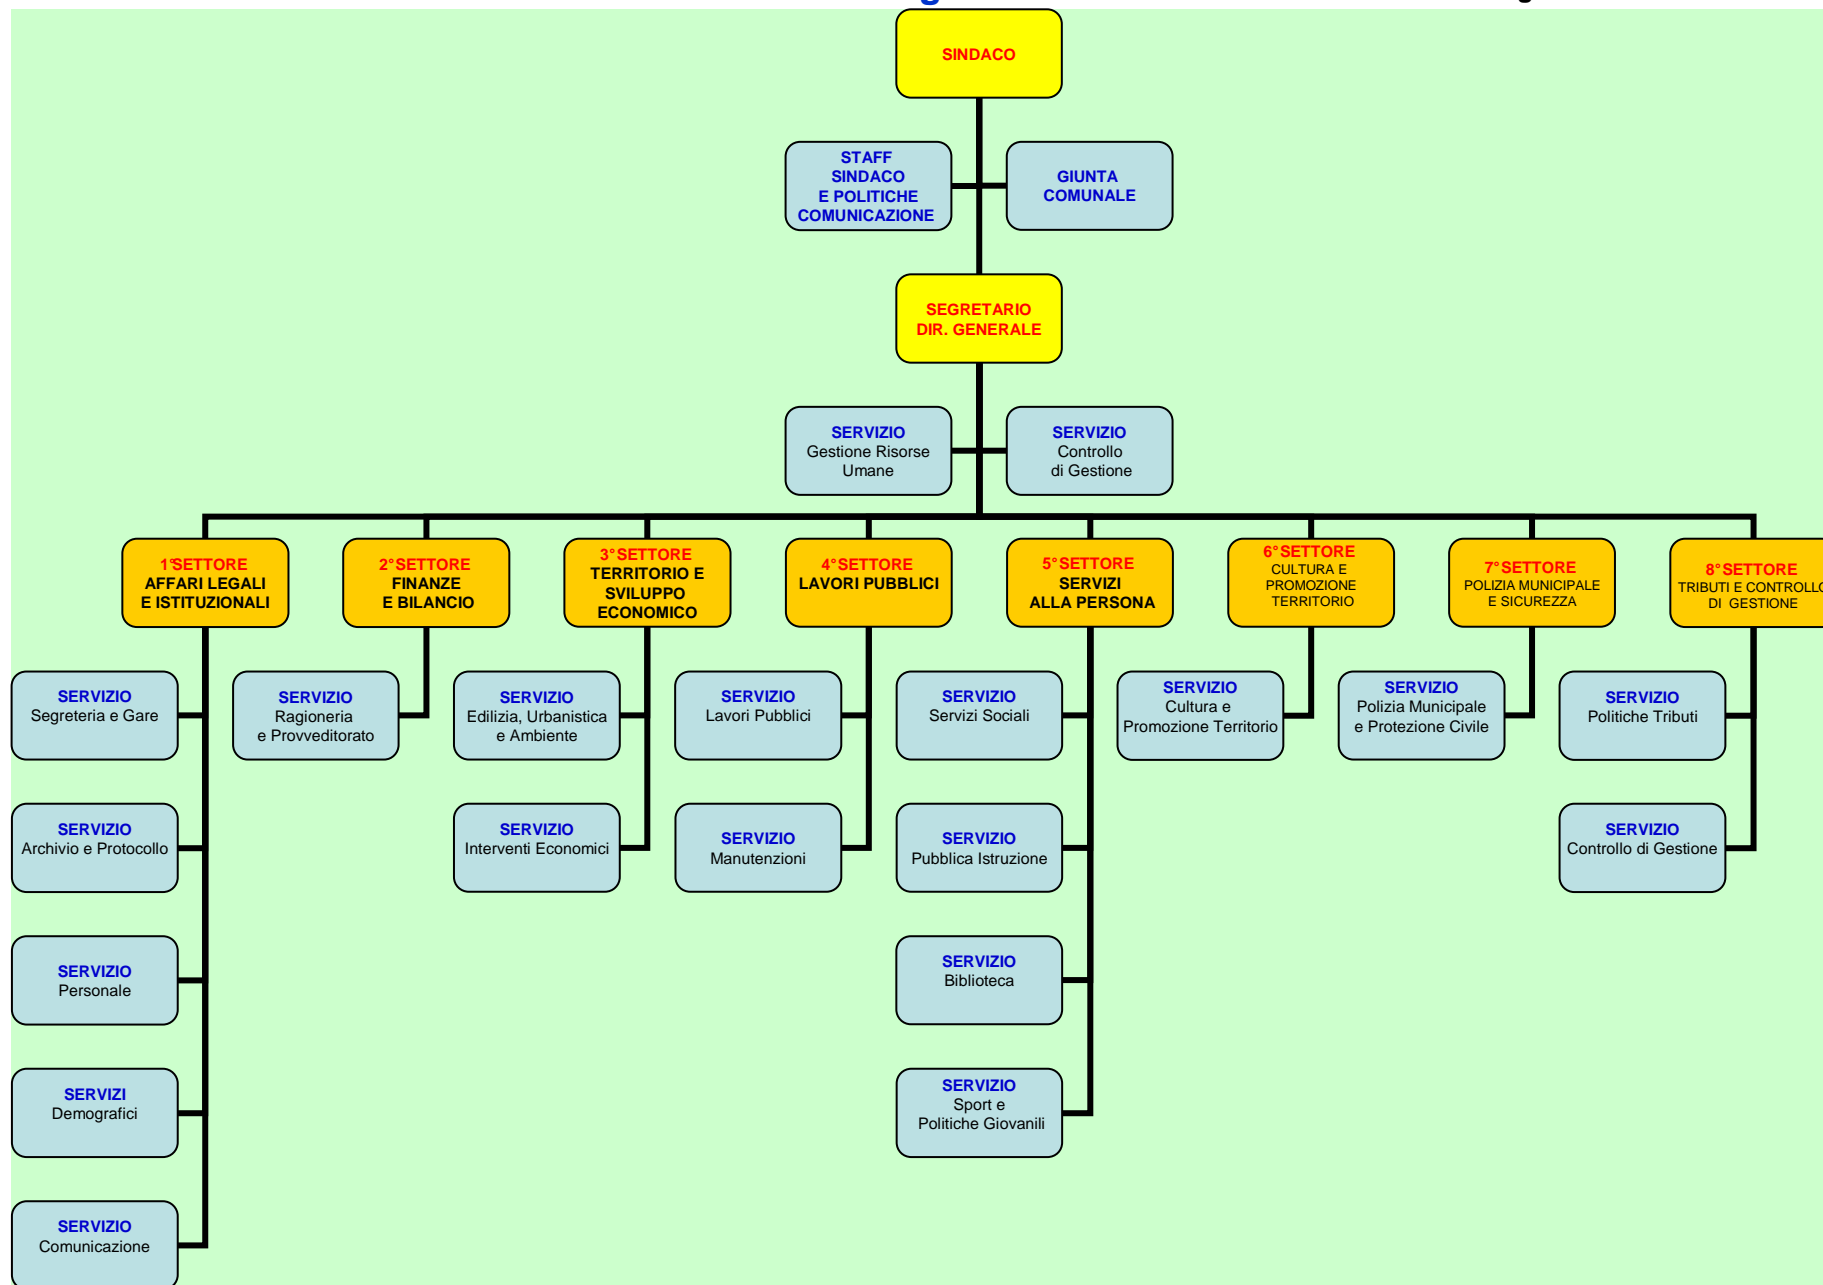 SINDACO
STAFF
SINDACO
E POLITICHE
COMUNICAZIONE
GIUNTA
COMUNALE
SEGRETARIO
DIR. GENERALE
SERVIZIO
Gestione Risorse
Umane
SERVIZIO
Controllo
di Gestione
1°SETTORE
AFFARI LEGALI
E ISTITUZIONALI
2°SETTORE
FINANZE
E BILANCIO
3°SETTORE
TERRITORIO E
SVILUPPO
ECONOMICO
4°SETTORE
LAVORI PUBBLICI
5°SETTORE
SERVIZI
ALLA PERSONA
6°SETTORE
CULTURA E
PROMOZIONE
TERRITORIO
7°SETTORE
POLIZIA MUNICIPALE
E SICUREZZA
8°SETTORE
TRIBUTI E CONTROLLO
DI GESTIONE
SERVIZIO
Segreteria e Gare
SERVIZIO
Ragioneria
e Provveditorato
SERVIZIO
Edilizia, Urbanistica
e Ambiente
SERVIZIO
Lavori Pubblici
SERVIZIO
Servizi Sociali
SERVIZIO
Cultura e
Promozione Territorio
SERVIZIO
Polizia Municipale
e Protezione Civile
SERVIZIO
Politiche Tributi
SERVIZIO
Archivio e Protocollo
SERVIZIO
Interventi Economici
SERVIZIO
Manutenzioni
SERVIZIO
Pubblica Istruzione
SERVIZIO
Controllo di Gestione
SERVIZIO
Personale
SERVIZIO
Biblioteca
SERVIZI
Demografici
SERVIZIO
Sport e
Politiche Giovanili
SERVIZIO
Comunicazione